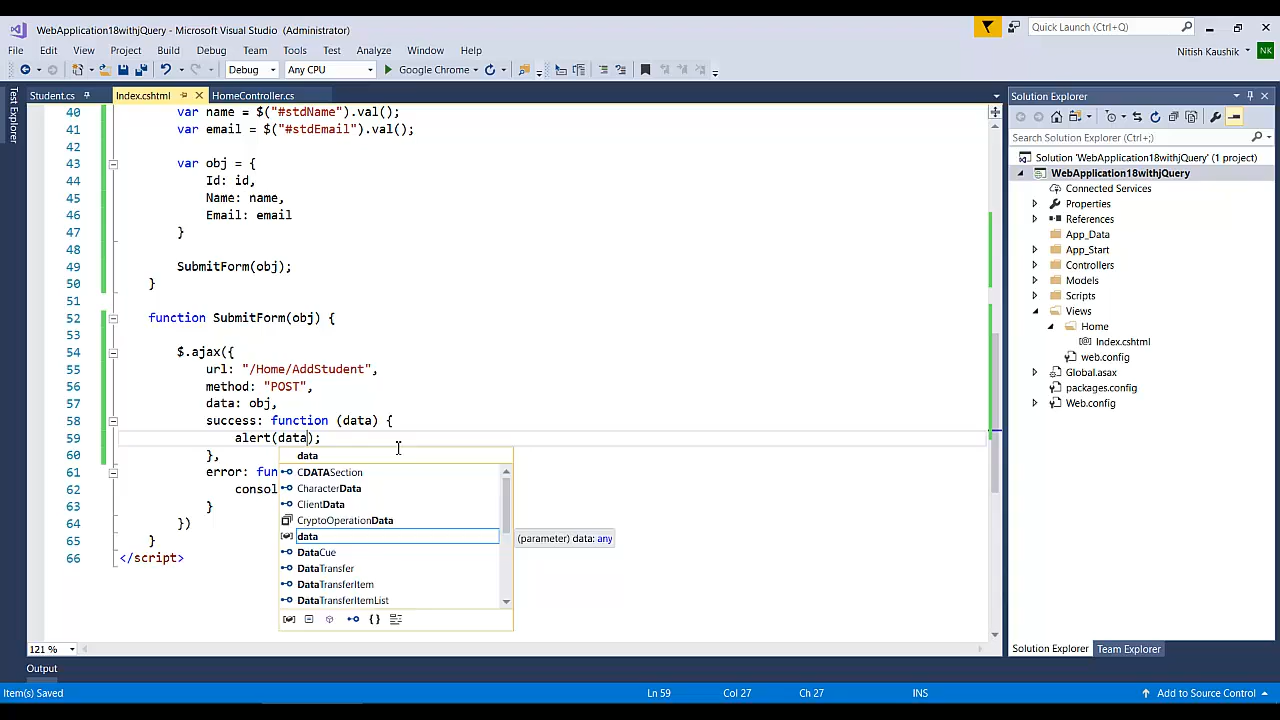 WebApplication18withjQuery - Microsoft Visual Studio (Administrator)
Quick Launch (Ctrl+Q)
File Edit View Project Build Debug Team Tools Test Analyze Window Help
Nitish Kaushik NK
Debug Any CPU Google Chrome
Test Explorer
Student.cs Index.cshtml HomeController.cs
40 var name = $("#stdName").val();
41 var email = $("#stdEmail").val();
42
43 var obj = {
44 Id: id,
45 Name: name,
46 Email: email
47 }
48
49 SubmitForm(obj);
50 }
51
52 function SubmitForm(obj) {
53
54 $.ajax({
55 url: "/Home/AddStudent",
56 method: "POST",
57 data: obj,
58 success: function (data) {
59 alert(data);
60 },
61 error: fun
62 consol
63 }
64 })
65 }
66 </script>
data
CDATASection
CharacterData
ClientData
CryptoOperationData
data
DataCue
DataTransfer
DataTransferItem
DataTransferItemList
(parameter) data: any
121 %
Solution Explorer
Search Solution Explorer (Ctrl+;)
Solution 'WebApplication18withjQuery' (1 project)
WebApplication18withjQuery
Connected Services
Properties
References
App_Data
App_Start
Controllers
Models
Scripts
Views
Home
Index.cshtml
web.config
Global.asax
packages.config
Web.config
Solution Explorer Team Explorer
Output
Item(s) Saved Ln 59 Col 27 Ch 27 INS Add to Source Control